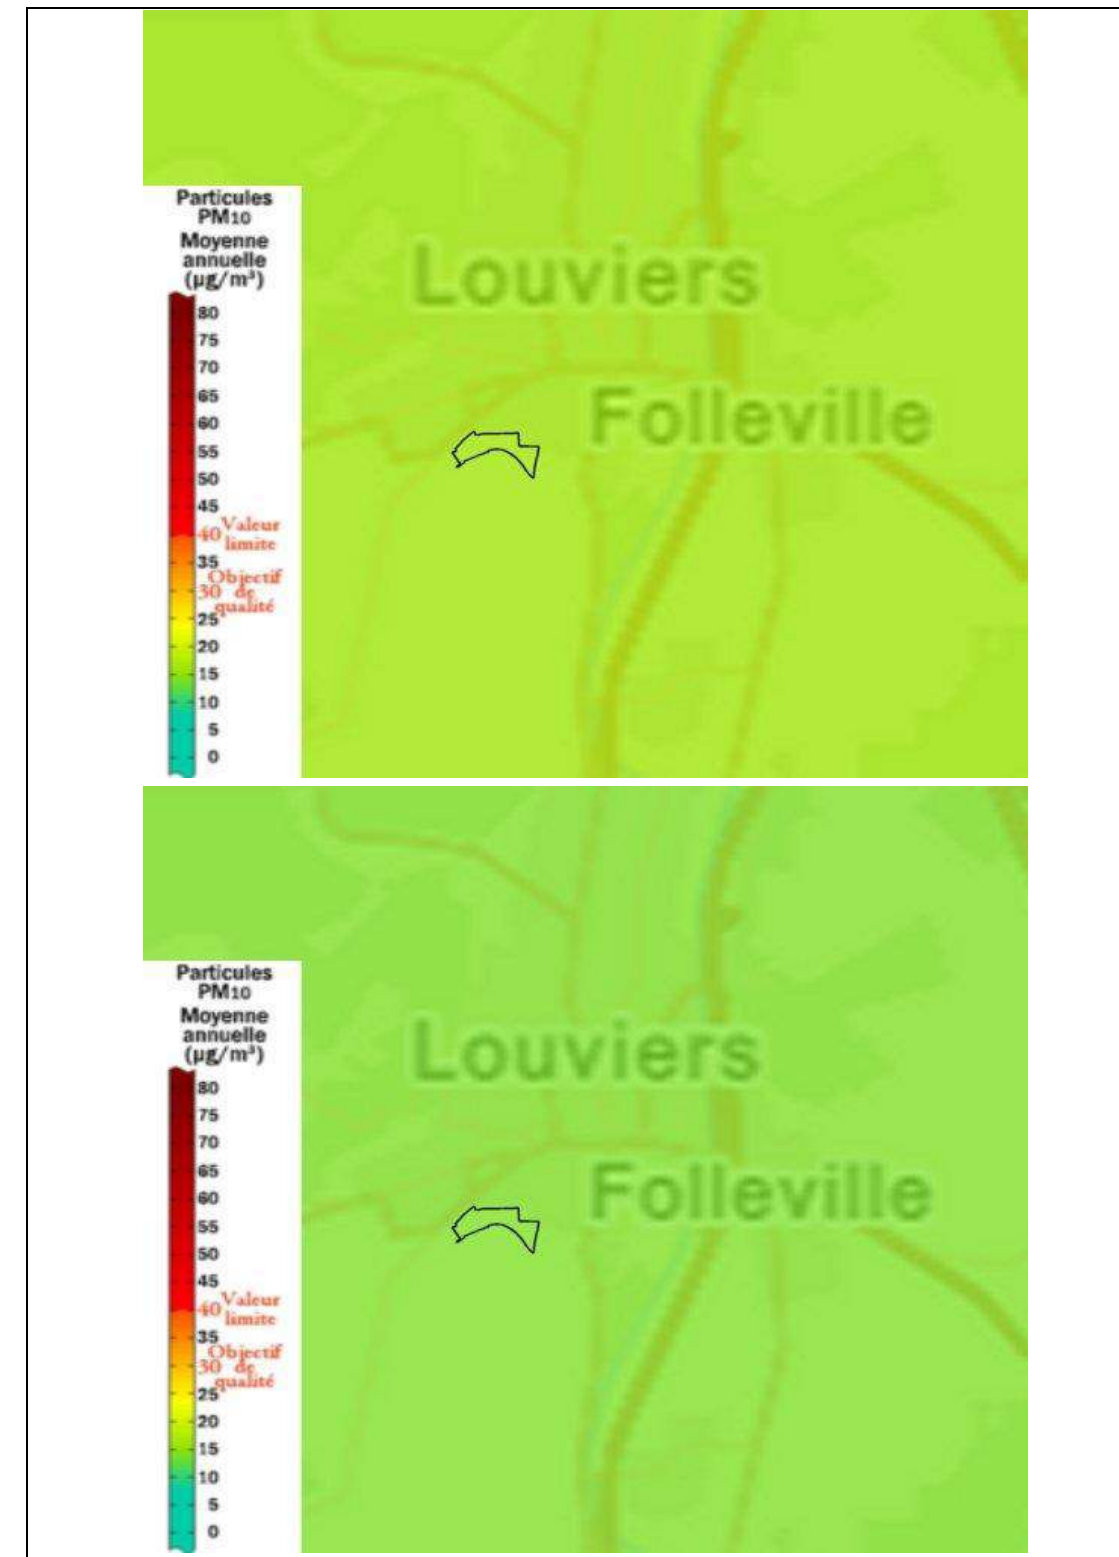 Particules
PM10
Moyenne
annuelle
(µg/m³)
80
75
70
65
60
55
50
45
40 Valeur
limite
35
Objectif
30 de
qualité
25
20
15
10
5
0
Louviers
Folleville
Particules
PM10
Moyenne
annuelle
(µg/m³)
80
75
70
65
60
55
50
45
40 Valeur
limite
35
Objectif
30 de
qualité
25
20
15
10
5
0
Louviers
Folleville